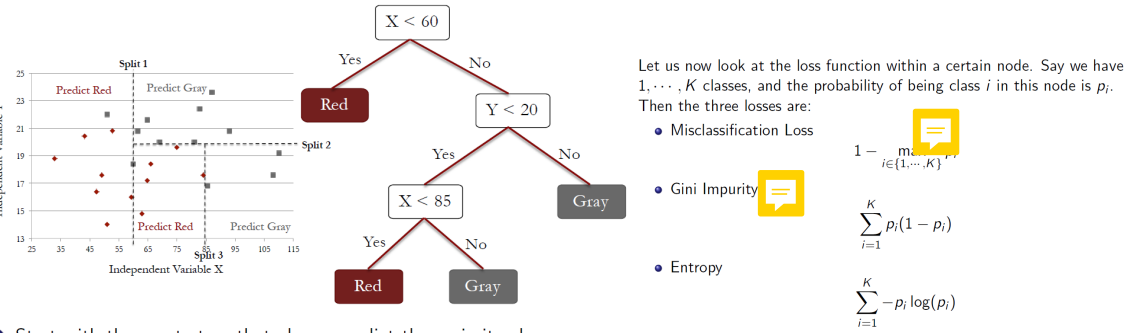 Split 1
25
23
21
19
17
15
13
Predict Red
Predict Gray
Split 2
Predict Red
Predict Gray
25 35 45 55 65 75 85 95 105 115
Split 3
Independent Variable X
Independent Variable
X < 60
Yes
No
Red
Y < 20
Yes
No
X < 85
Gray
Yes
No
Red
Gray
Let us now look at the loss function within a certain node. Say we have
1, ⋯ , K classes, and the probability of being class i in this node is pᵢ.
Then the three losses are:
Misclassification Loss
1 −
i∈{1,⋯,K}
Gini Impurity
K
∑ pᵢ(1 − pᵢ)
i=1
Entropy
K
∑ −pᵢ log(pᵢ)
i=1